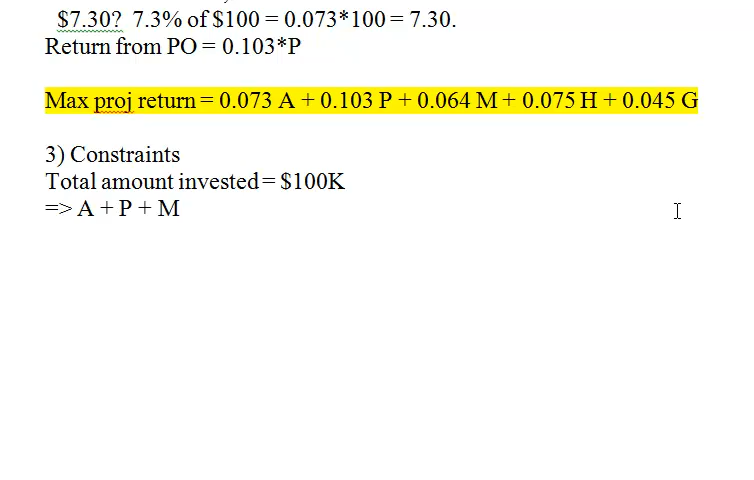 $7.30? 7.3% of $100 = 0.073*100 = 7.30.
Return from PO = 0.103*P
Max proj return = 0.073 A + 0.103 P + 0.064 M + 0.075 H + 0.045 G
3) Constraints
Total amount invested = $100K
=> A + P + M